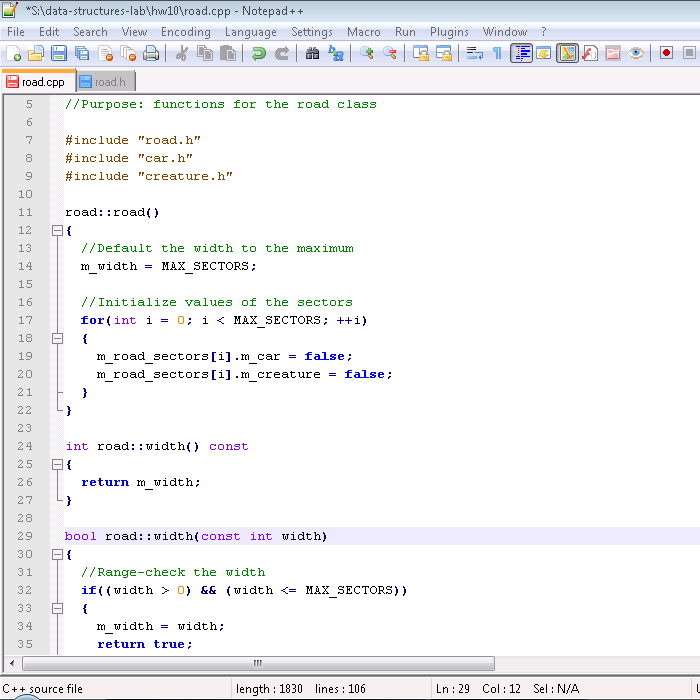 *S:\data-structures-lab\hw10\road.cpp - Notepad++
File Edit Search View Encoding Language Settings Macro Run Plugins Window ?
road.cpp road.h
5 //Purpose: functions for the road class
6
7 #include "road.h"
8 #include "car.h"
9 #include "creature.h"
10
11 road::road()
12 {
13 //Default the width to the maximum
14 m_width = MAX_SECTORS;
15
16 //Initialize values of the sectors
17 for(int i = 0; i < MAX_SECTORS; ++i)
18 {
19 m_road_sectors[i].m_car = false;
20 m_road_sectors[i].m_creature = false;
21 }
22 }
23
24 int road::width() const
25 {
26 return m_width;
27 }
28
29 bool road::width(const int width)
30 {
31 //Range-check the width
32 if((width > 0) && (width <= MAX_SECTORS))
33 {
34 m_width = width;
35 return true;
C++ source file length : 1830 lines : 106 Ln : 29 Col : 12 Sel : N/A